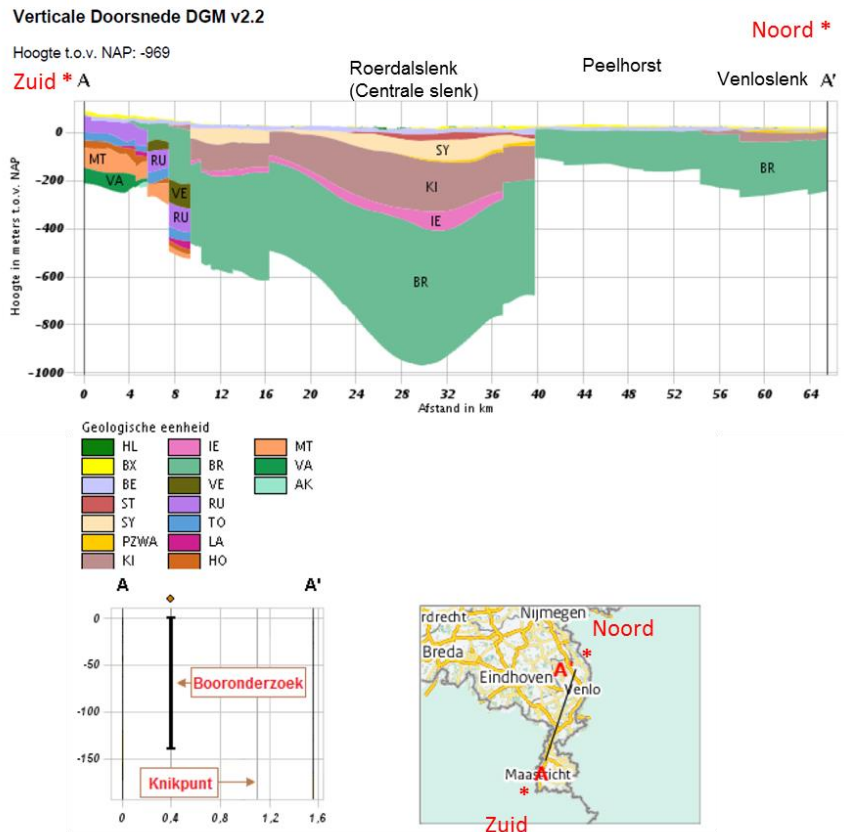 Verticale Doorsnede DGM v2.2
Noord *
Hoogte t.o.v. NAP: -969
Zuid * A
Roerdalslenk
(Centrale slenk)
Peelhorst
Venloslenk
A'
Hoogte in meters t.o.v. NAP
0
-200
-400
-600
-800
-1000
MT
VA
RU
VE
RU
SY
KI
IE
BR
BR
0 4 8 12 16 20 24 28 32 36 40 44 48 52 56 60 64
Afstand in km
Geologische eenheid
HL IE MT
BX BR VA
BE VE AK
ST RU
SY TO
PZWA LA
KI HO
A A'
0
-50
-100
-150
Booronderzoek
Knikpunt
0 0,4 0,8 1,2 1,6
rdrecht
Nijmegen
Noord
*
Breda
Eindhoven
A'
Venlo
Maastricht
A
*
Zuid